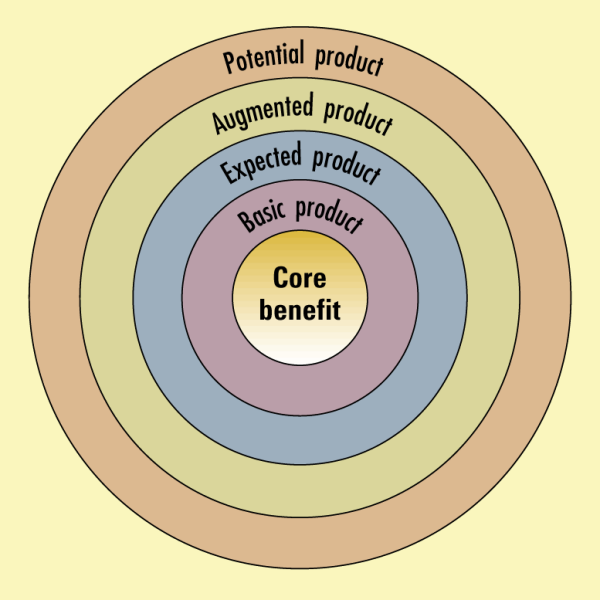 Potential product
Augmented product
Expected product
Basic product
Core
benefit